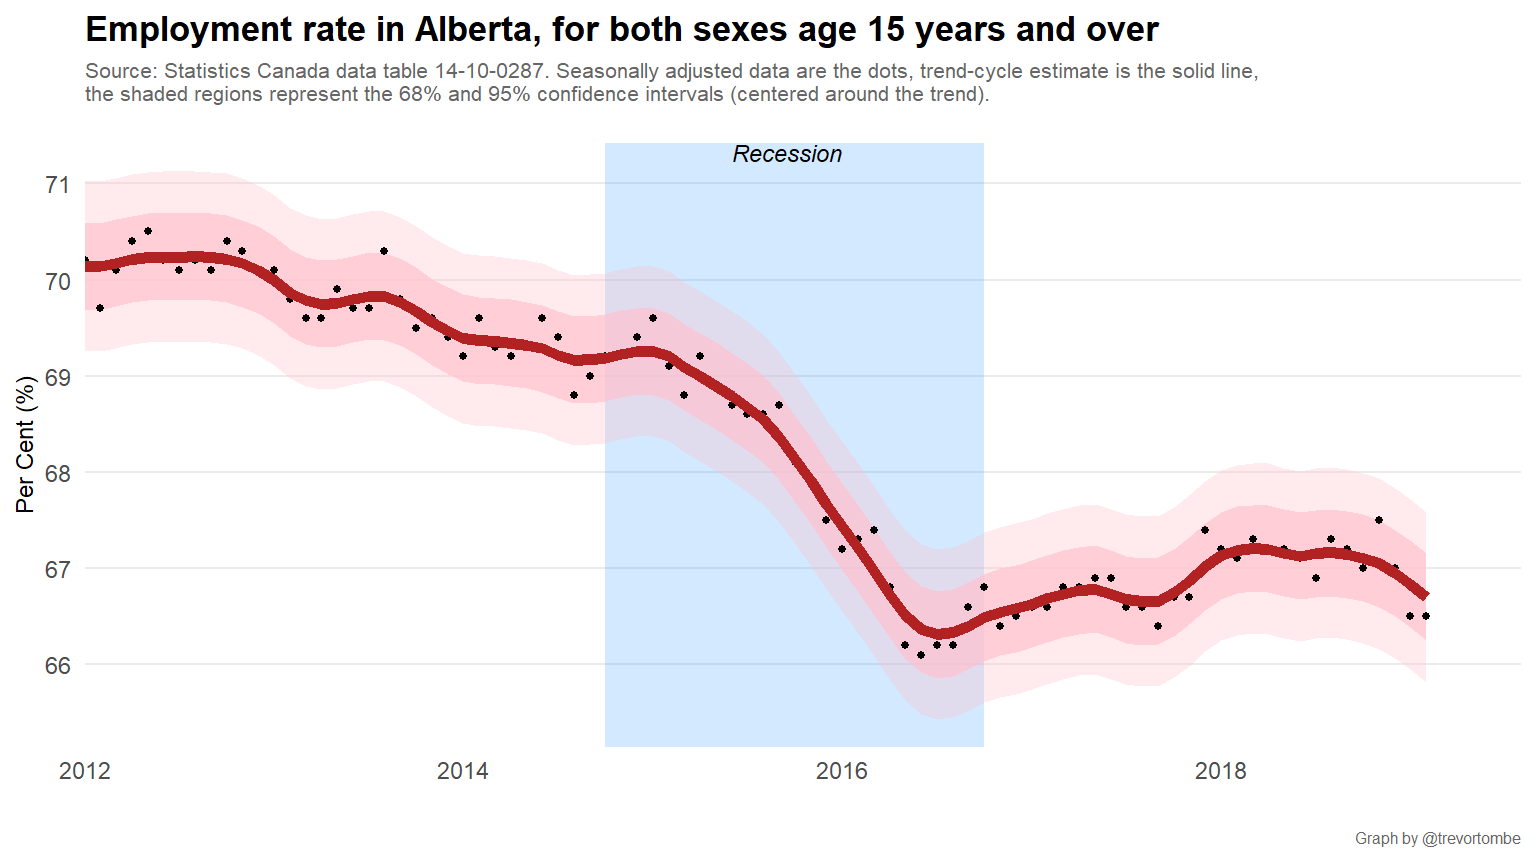 Employment rate in Alberta, for both sexes age 15 years and over
Source: Statistics Canada data table 14-10-0287. Seasonally adjusted data are the dots, trend-cycle estimate is the solid line,
the shaded regions represent the 68% and 95% confidence intervals (centered around the trend).
Recession
71
70
69
68
67
66
Per Cent (%)
2012 2014 2016 2018
Graph by @trevortombe